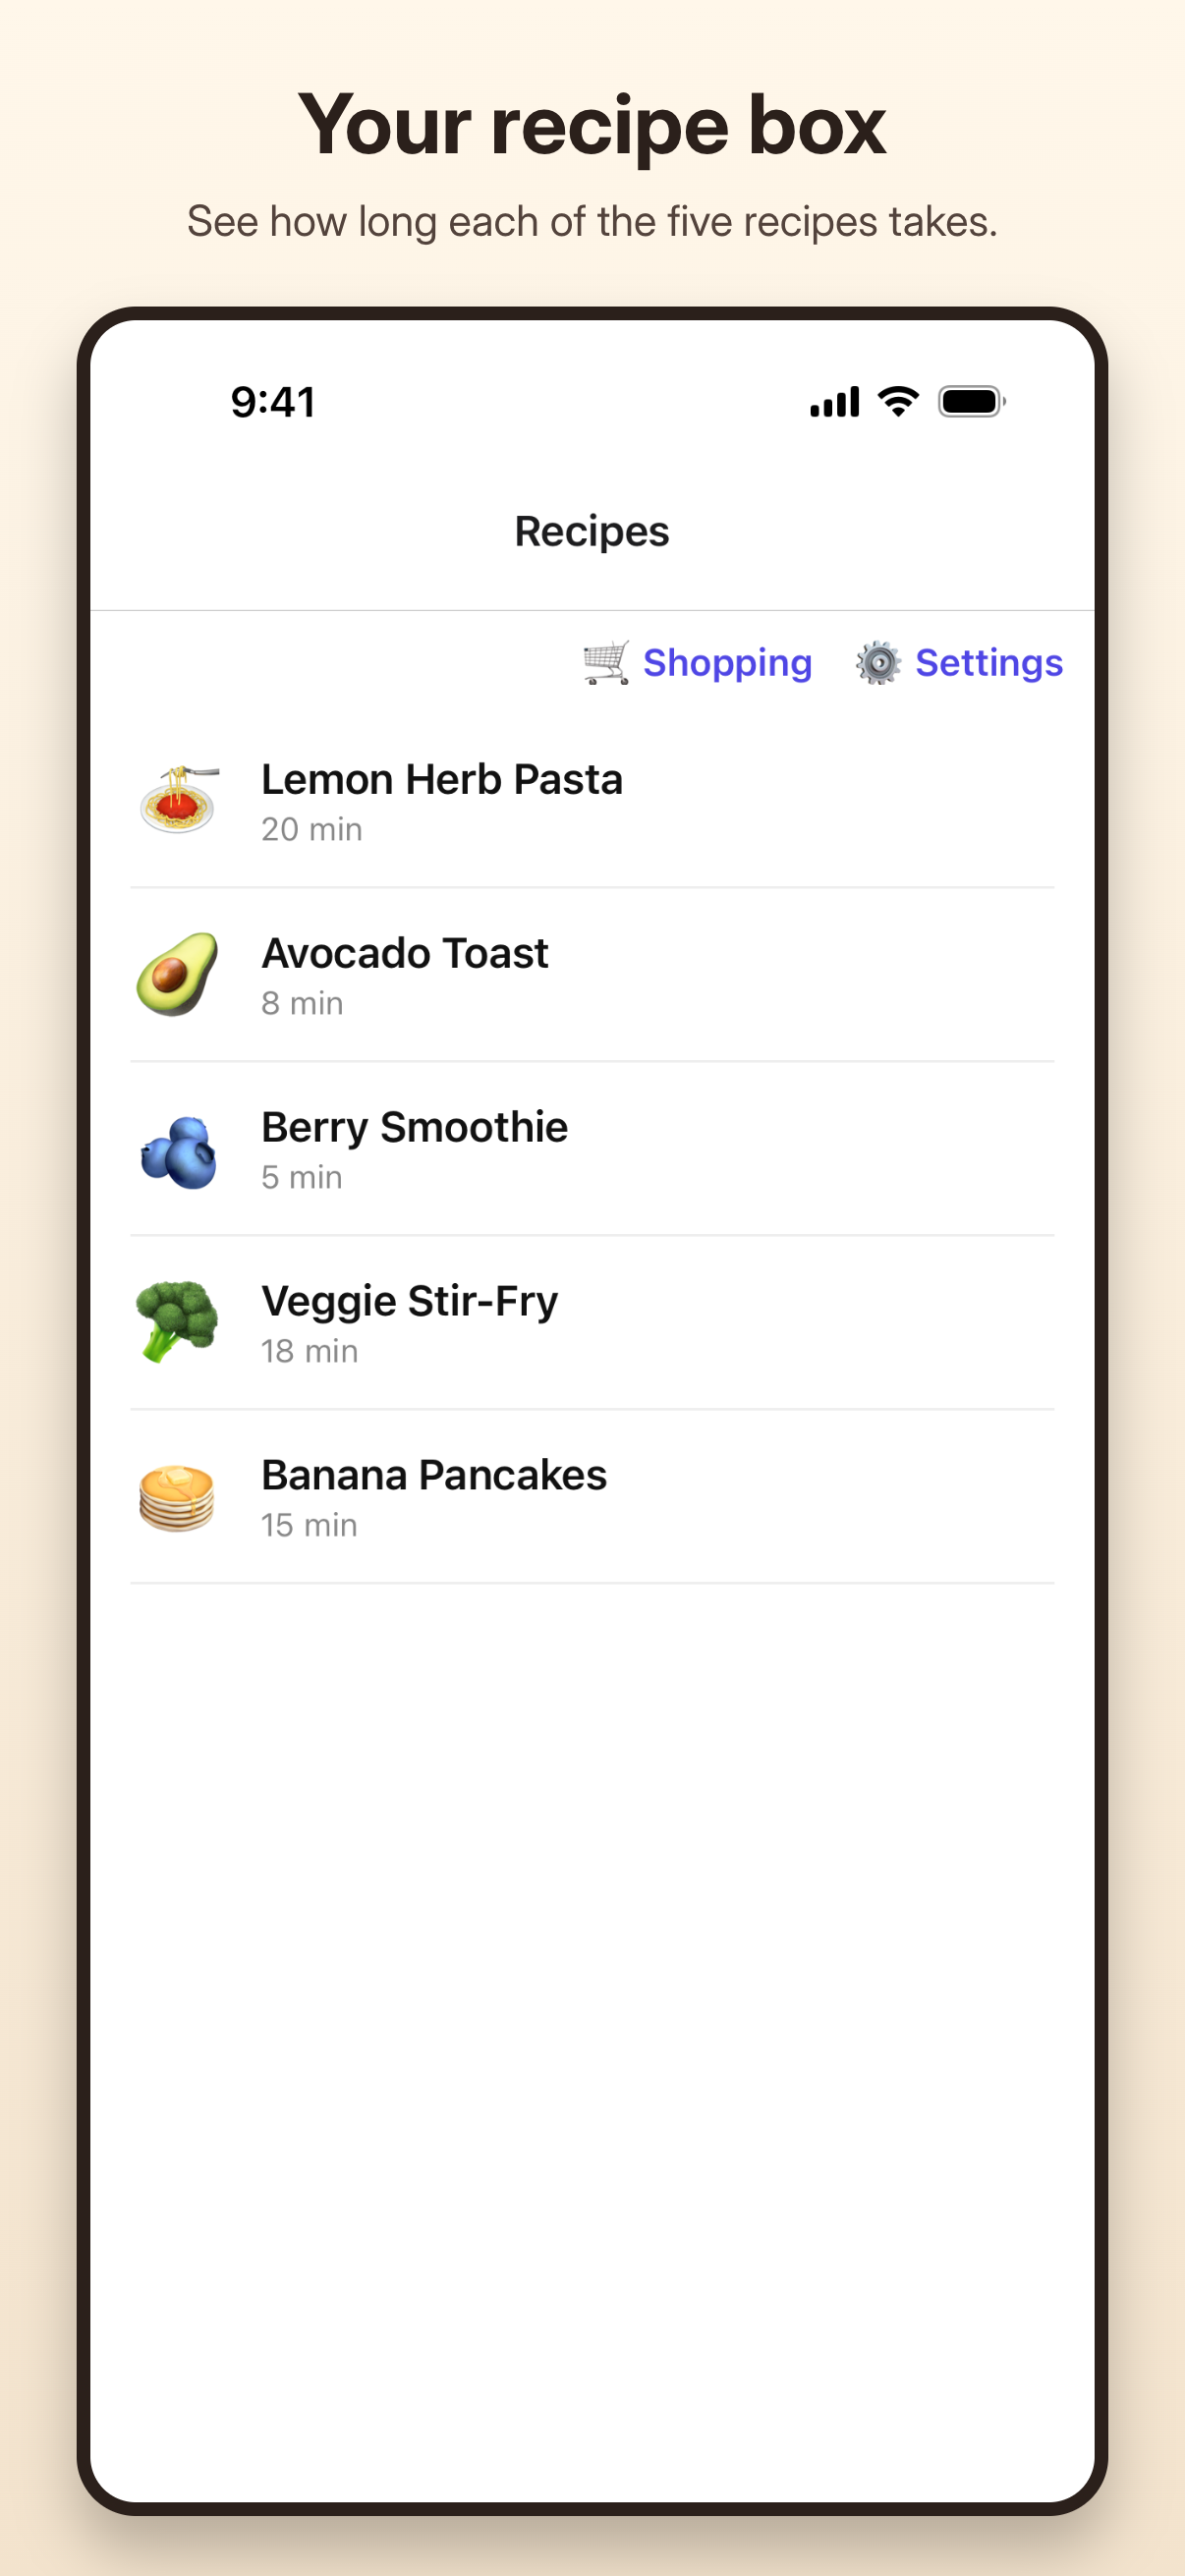 Your recipe box
See how long each of the five recipes takes.
9:41
Recipes
Shopping Settings
Lemon Herb Pasta
20 min
Avocado Toast
8 min
Berry Smoothie
5 min
Veggie Stir-Fry
18 min
Banana Pancakes
15 min